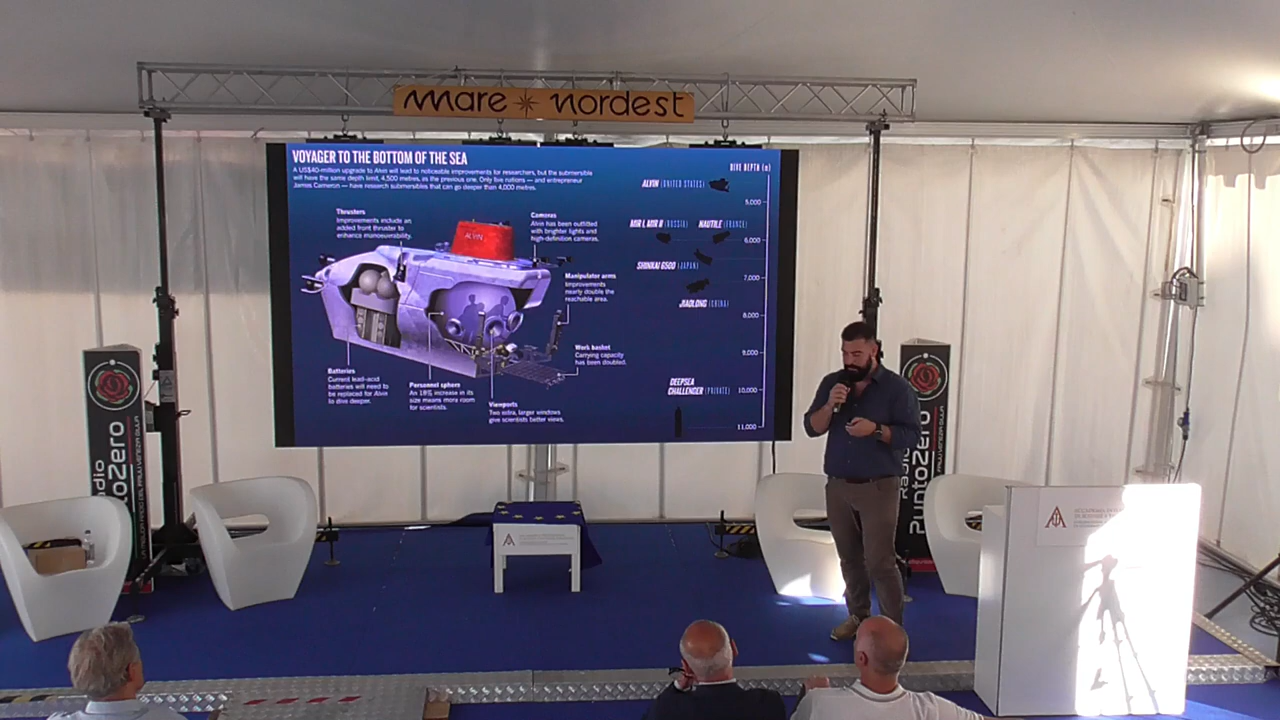 mare nordest
VOYAGER TO THE BOTTOM OF THE SEA
A US$40-million upgrade to Alvin will lead to noticeable improvements for researchers, but the submersible
will have the same depth limit, 4,500 metres, as the previous one. Only five nations — and entrepreneur
James Cameron — have research submersibles that can go deeper than 4,000 metres.
DIVE DEPTH (m)
ALVIN (UNITED STATES)
5,000
MIR I, MIR II (RUSSIA)
NAUTILE (FRANCE)
6,000
SHINKAI 6500 (JAPAN)
7,000
JIAOLONG (CHINA)
8,000
9,000
DEEPSEA
CHALLENGER (PRIVATE)
10,000
11,000
Thrusters
Improvements include an
added front thruster to
enhance manoeuvrability.
ALVIN
Cameras
Alvin has been outfitted
with brighter lights and
high-definition cameras.
Manipulator arms
Improvements
nearly double the
reachable area.
Work basket
Carrying capacity
has been doubled.
Batteries
Current lead-acid
batteries will need to
be replaced for Alvin
to dive deeper.
Personnel sphere
An 18% increase in its
size means more room
for scientists.
Viewports
Two extra, larger windows
give scientists better views.
adio
toZero
Radio
PuntoZero